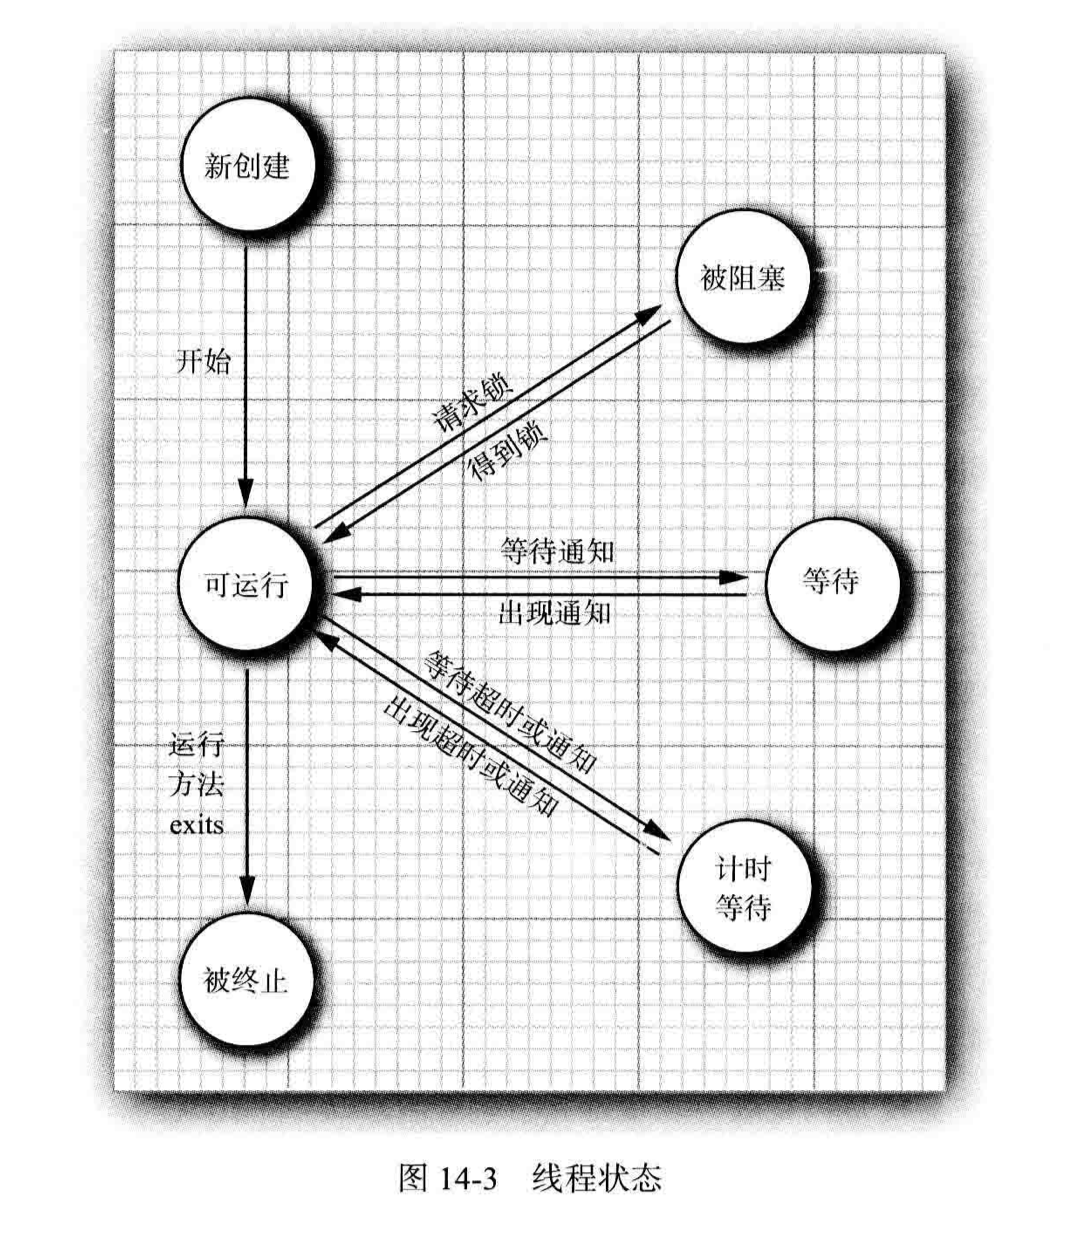 新创建
被阻塞
开始
请求锁
得到锁
等待通知
可运行
等待
出现通知
等待超时或通知
出现超时或通知
运行
方法
exits
计时
等待
被终止
图 14-3 线程状态